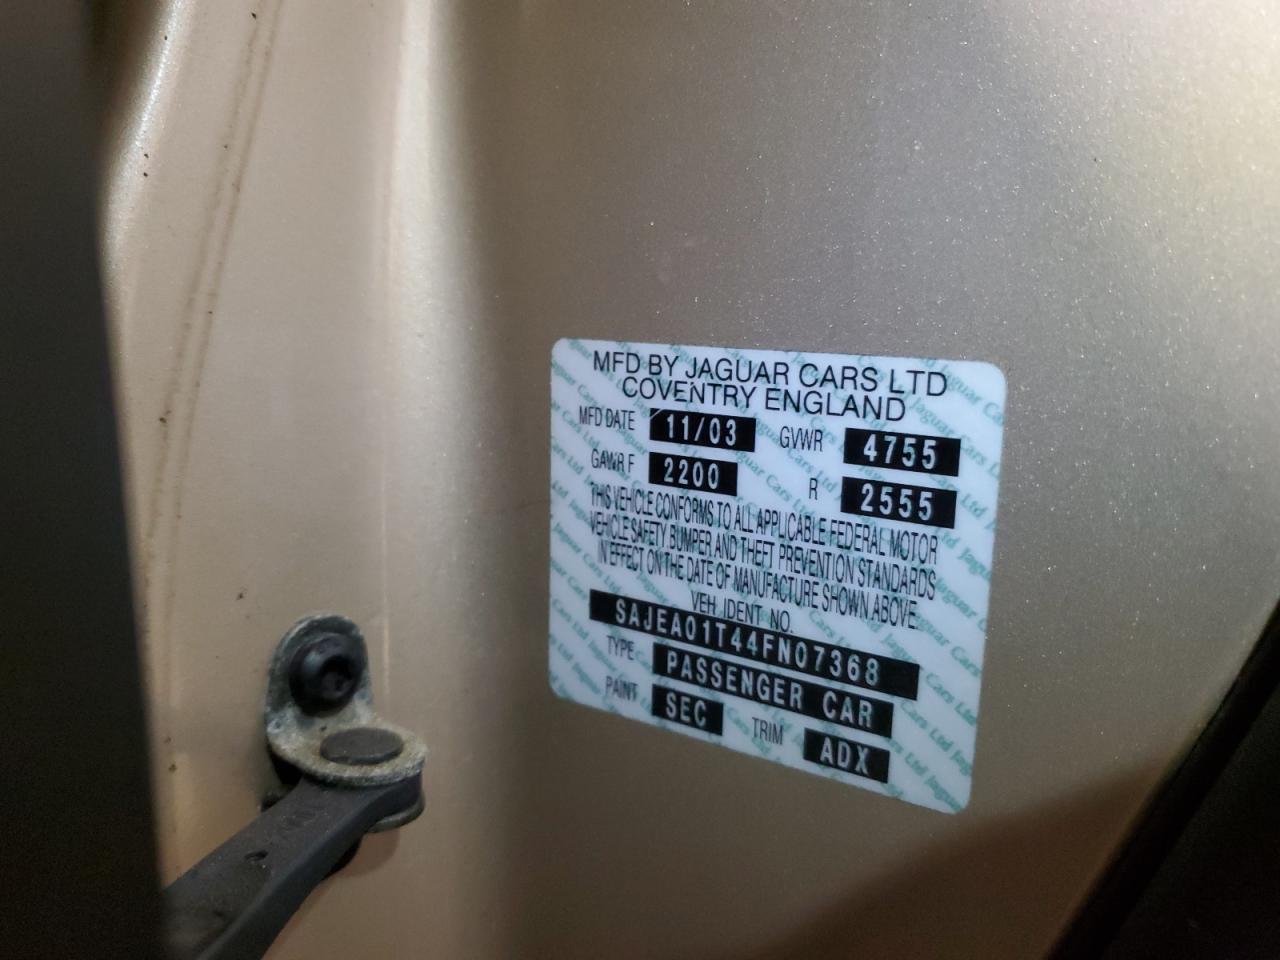 MFD BY JAGUAR CARS LTD
COVENTRY ENGLAND
MFD DATE 11/03 GVWR 4755
GAWR F 2200 R 2555
THIS VEHICLE CONFORMS TO ALL APPLICABLE FEDERAL MOTOR
VEHICLE SAFETY BUMPER AND THEFT PREVENTION STANDARDS
IN EFFECT ON THE DATE OF MANUFACTURE SHOWN ABOVE.
VEH. IDENT NO.
SAJEA01T44FN07368
TYPE PASSENGER CAR
PAINT SEC TRIM ADX